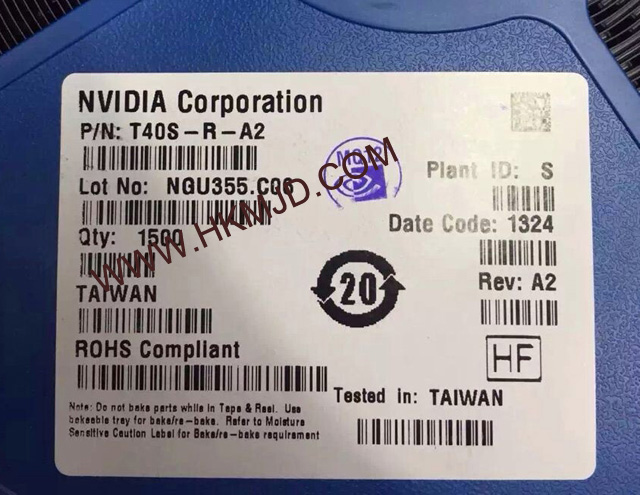 NVIDIA Corporation
P/N: T40S-R-A2
Plant ID: S
Lot No: NGU355.CQ6
Date Code: 1324
Qty: 1500
Rev: A2
TAIWAN
20
ROHS Compliant
HF
Tested in: TAIWAN
Note: Do not bake parts while in Tape & Reel. Use
bakeable tray for bake/re-bake. Refer to Moisture
Sensitive Caution Label for Bake/re-bake requirement
WWW.HKMJD.COM